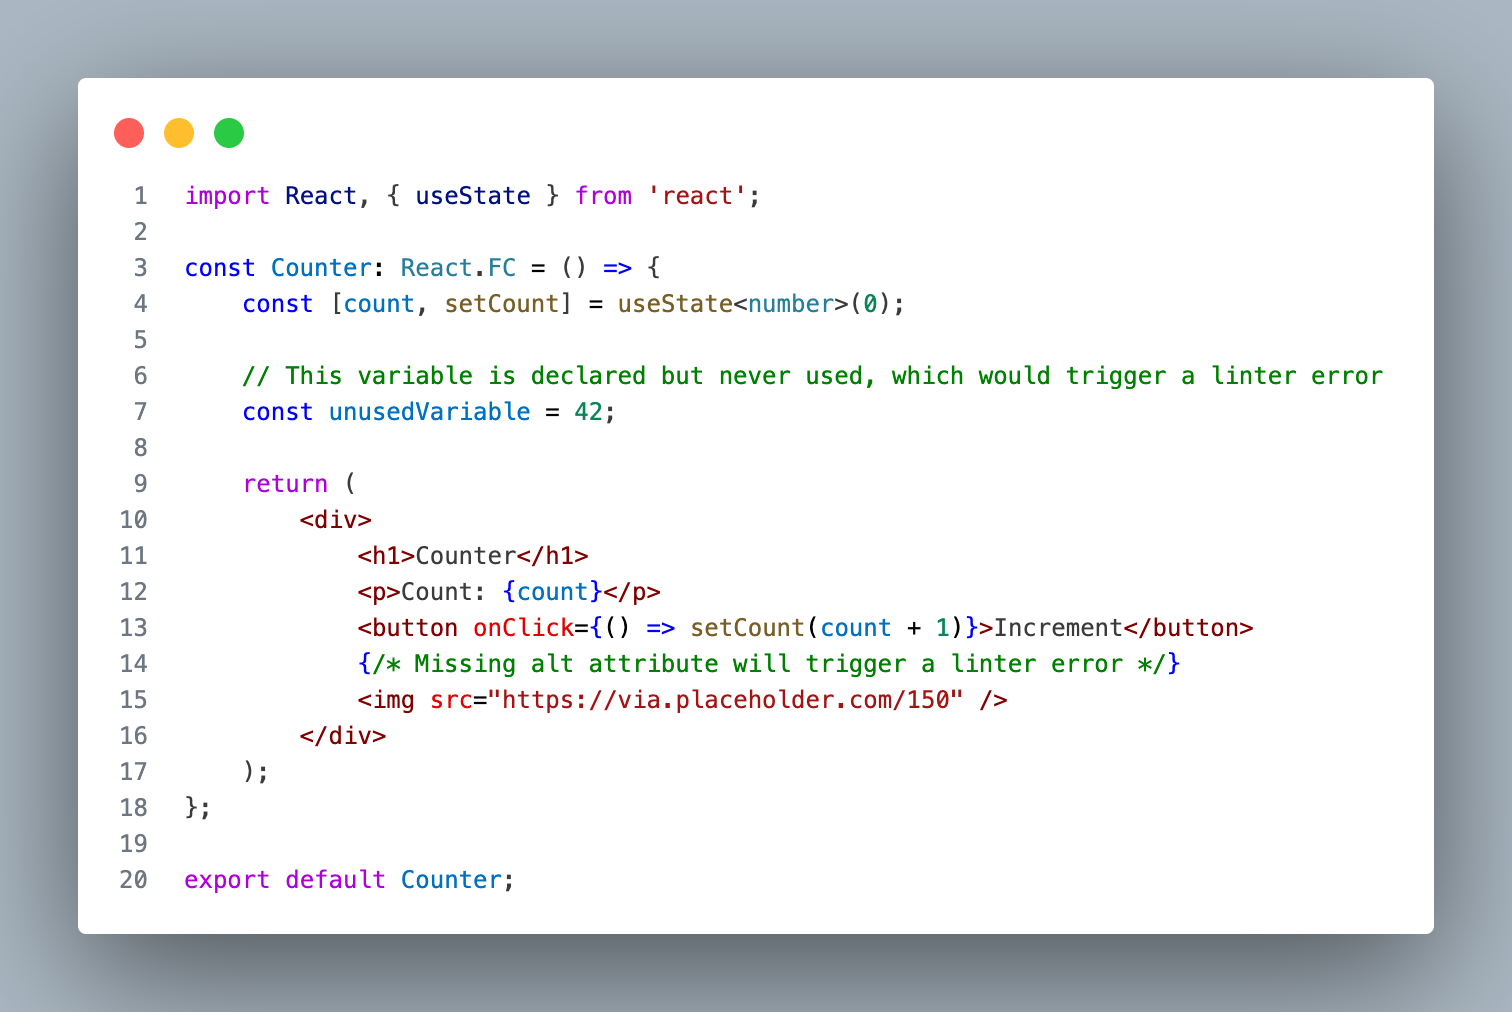 1 import React, { useState } from 'react';
2
3 const Counter: React.FC = () => {
4     const [count, setCount] = useState<number>(0);
5
6     // This variable is declared but never used, which would trigger a linter error
7     const unusedVariable = 42;
8
9     return (
10         <div>
11             <h1>Counter</h1>
12             <p>Count: {count}</p>
13             <button onClick={() => setCount(count + 1)}>Increment</button>
14             {/* Missing alt attribute will trigger a linter error */}
15             <img src="https://via.placeholder.com/150" />
16         </div>
17     );
18 };
19
20 export default Counter;